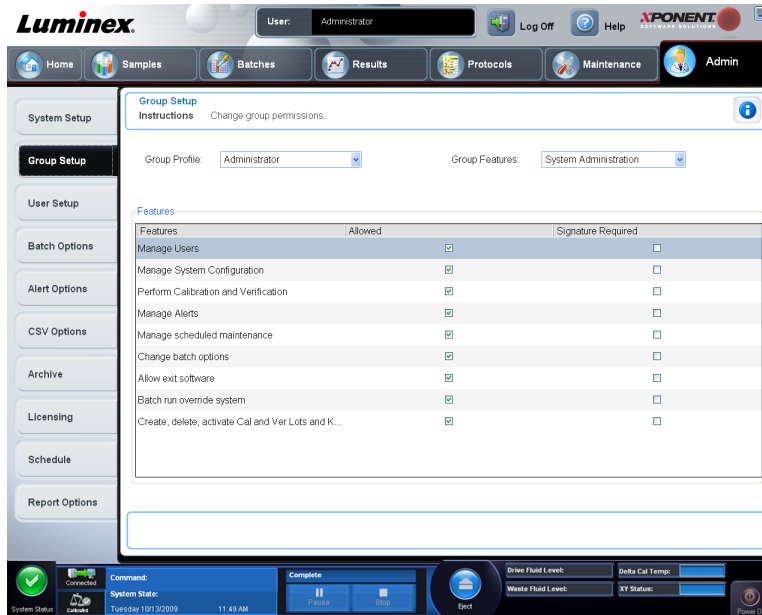 Luminex.
User: Administrator
Log Off
Help
XPONENT
SOFTWARE SOLUTIONS
Home
Samples
Batches
Results
Protocols
Maintenance
Admin
System Setup
Group Setup
User Setup
Batch Options
Alert Options
CSV Options
Archive
Licensing
Schedule
Report Options
Group Setup
Instructions Change group permissions.
Group Profile: Administrator
Group Features: System Administration
Features
Features Allowed Signature Required
Manage Users
Manage System Configuration
Perform Calibration and Verification
Manage Alerts
Manage scheduled maintenance
Change batch options
Allow exit software
Batch run override system
Create, delete, activate Cal and Ver Lots and K...
System Status
Connected
Calibrated
Command:
System State:
Tuesday 10/13/2009 11:49 AM
Complete
Pause
Stop
Eject
Drive Fluid Level:
Waste Fluid Level:
Delta Cal Temp:
XY Status:
Power O